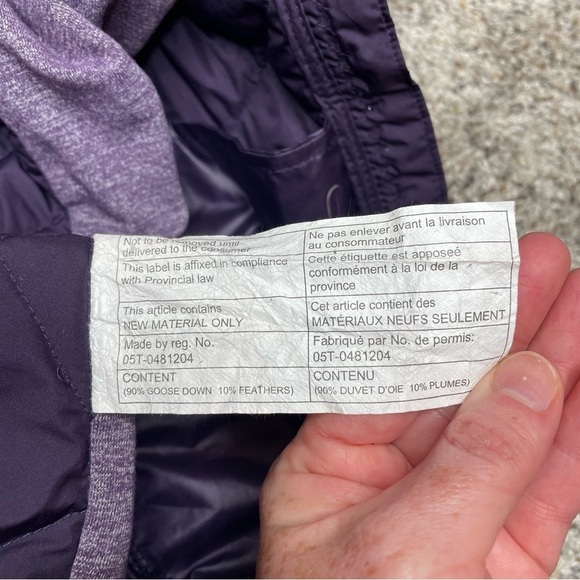 Not to be removed until
delivered to the consumer
Ne pas enlever avant la livraison
au consommateur
This label is affixed in compliance
with Provincial law
Cette étiquette est apposée
conformément à la loi de la
province
This article contains
NEW MATERIAL ONLY
Cet article contient des
MATÉRIAUX NEUFS SEULEMENT
Made by reg. No.
05T-0481204
Fabriqué par No. de permis:
05T-0481204
CONTENT
(90% GOOSE DOWN 10% FEATHERS)
CONTENU
(90% DUVET D'OIE 10% PLUMES)